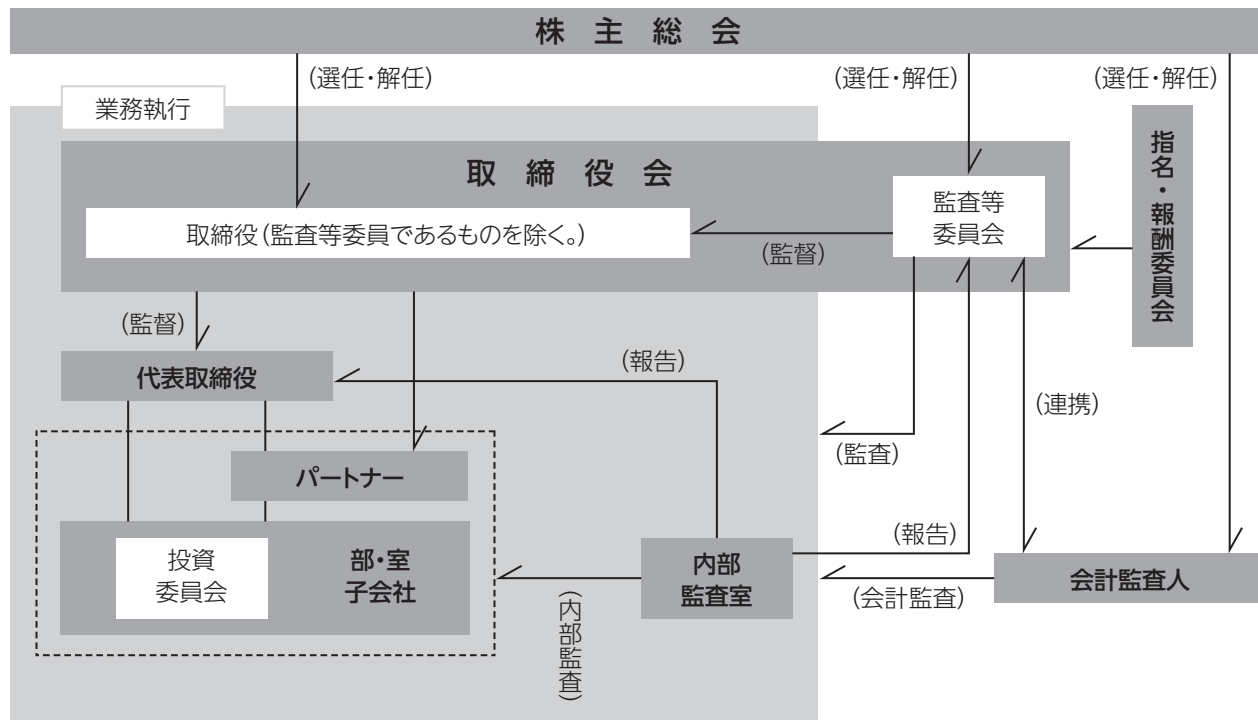 株主総会
(選任・解任)
(選任・解任)
(選任・解任)
業務執行
指名・報酬委員会
取締役会
監査等
委員会
取締役(監査等委員であるものを除く。)
(監督)
(監督)
代表取締役
(報告)
(連携)
(監査)
パートナー
投資
委員会
部・室
子会社
内部
監査室
(報告)
(内部監査)
(会計監査)
会計監査人